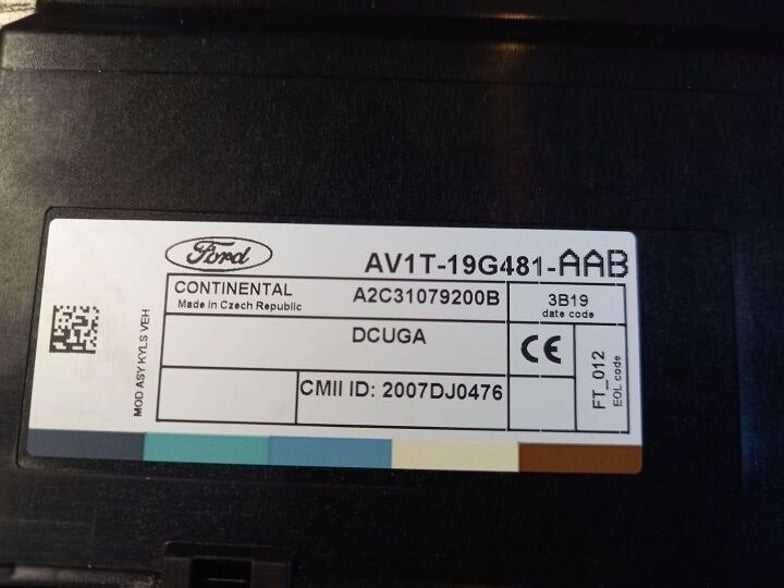 Ford
AV1T-19G481-AAB
CONTINENTAL
Made in Czech Republic
A2C31079200B
3B19
date code
DCUGA
CE
CMII ID: 2007DJ0476
FT_012
EOL code
MOD ASY KYLS VEH